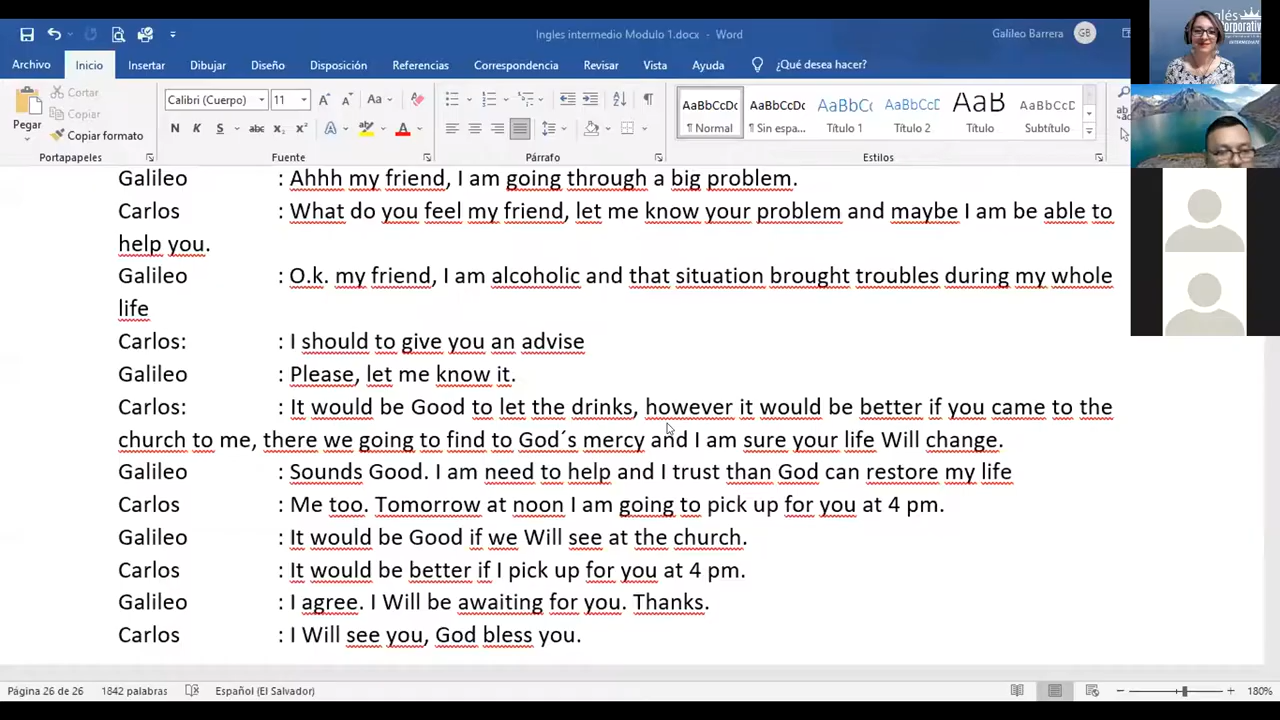 Ingles intermedio Modulo 1.docx - Word
Galileo Barrera GB
Archivo Inicio Insertar Dibujar Diseño Disposición Referencias Correspondencia Revisar Vista Ayuda ¿Qué desea hacer?
Pegar
Cortar
Copiar
Copiar formato
Calibri (Cuerpo) 11
N K S abc x₂ x²
AaBbCcDc AaBbCcDc AaBbCcD AaBbCcD AaB AaBbCcD
¶ Normal ¶ Sin espa... Título 1 Título 2 Título Subtítulo
Portapapeles Fuente Párrafo Estilos
Galileo : Ahhh my friend, I am going through a big problem.
Carlos : What do you feel my friend, let me know your problem and maybe I am be able to
help you.
Galileo : O.k. my friend, I am alcoholic and that situation brought troubles during my whole
life
Carlos: : I should to give you an advise
Galileo : Please, let me know it.
Carlos: : It would be Good to let the drinks, however it would be better if you came to the
church to me, there we going to find to God´s mercy and I am sure your life Will change.
Galileo : Sounds Good. I am need to help and I trust than God can restore my life
Carlos : Me too. Tomorrow at noon I am going to pick up for you at 4 pm.
Galileo : It would be Good if we Will see at the church.
Carlos : It would be better if I pick up for you at 4 pm.
Galileo : I agree. I Will be awaiting for you. Thanks.
Carlos : I Will see you, God bless you.
Página 26 de 26 1842 palabras Español (El Salvador) 180%